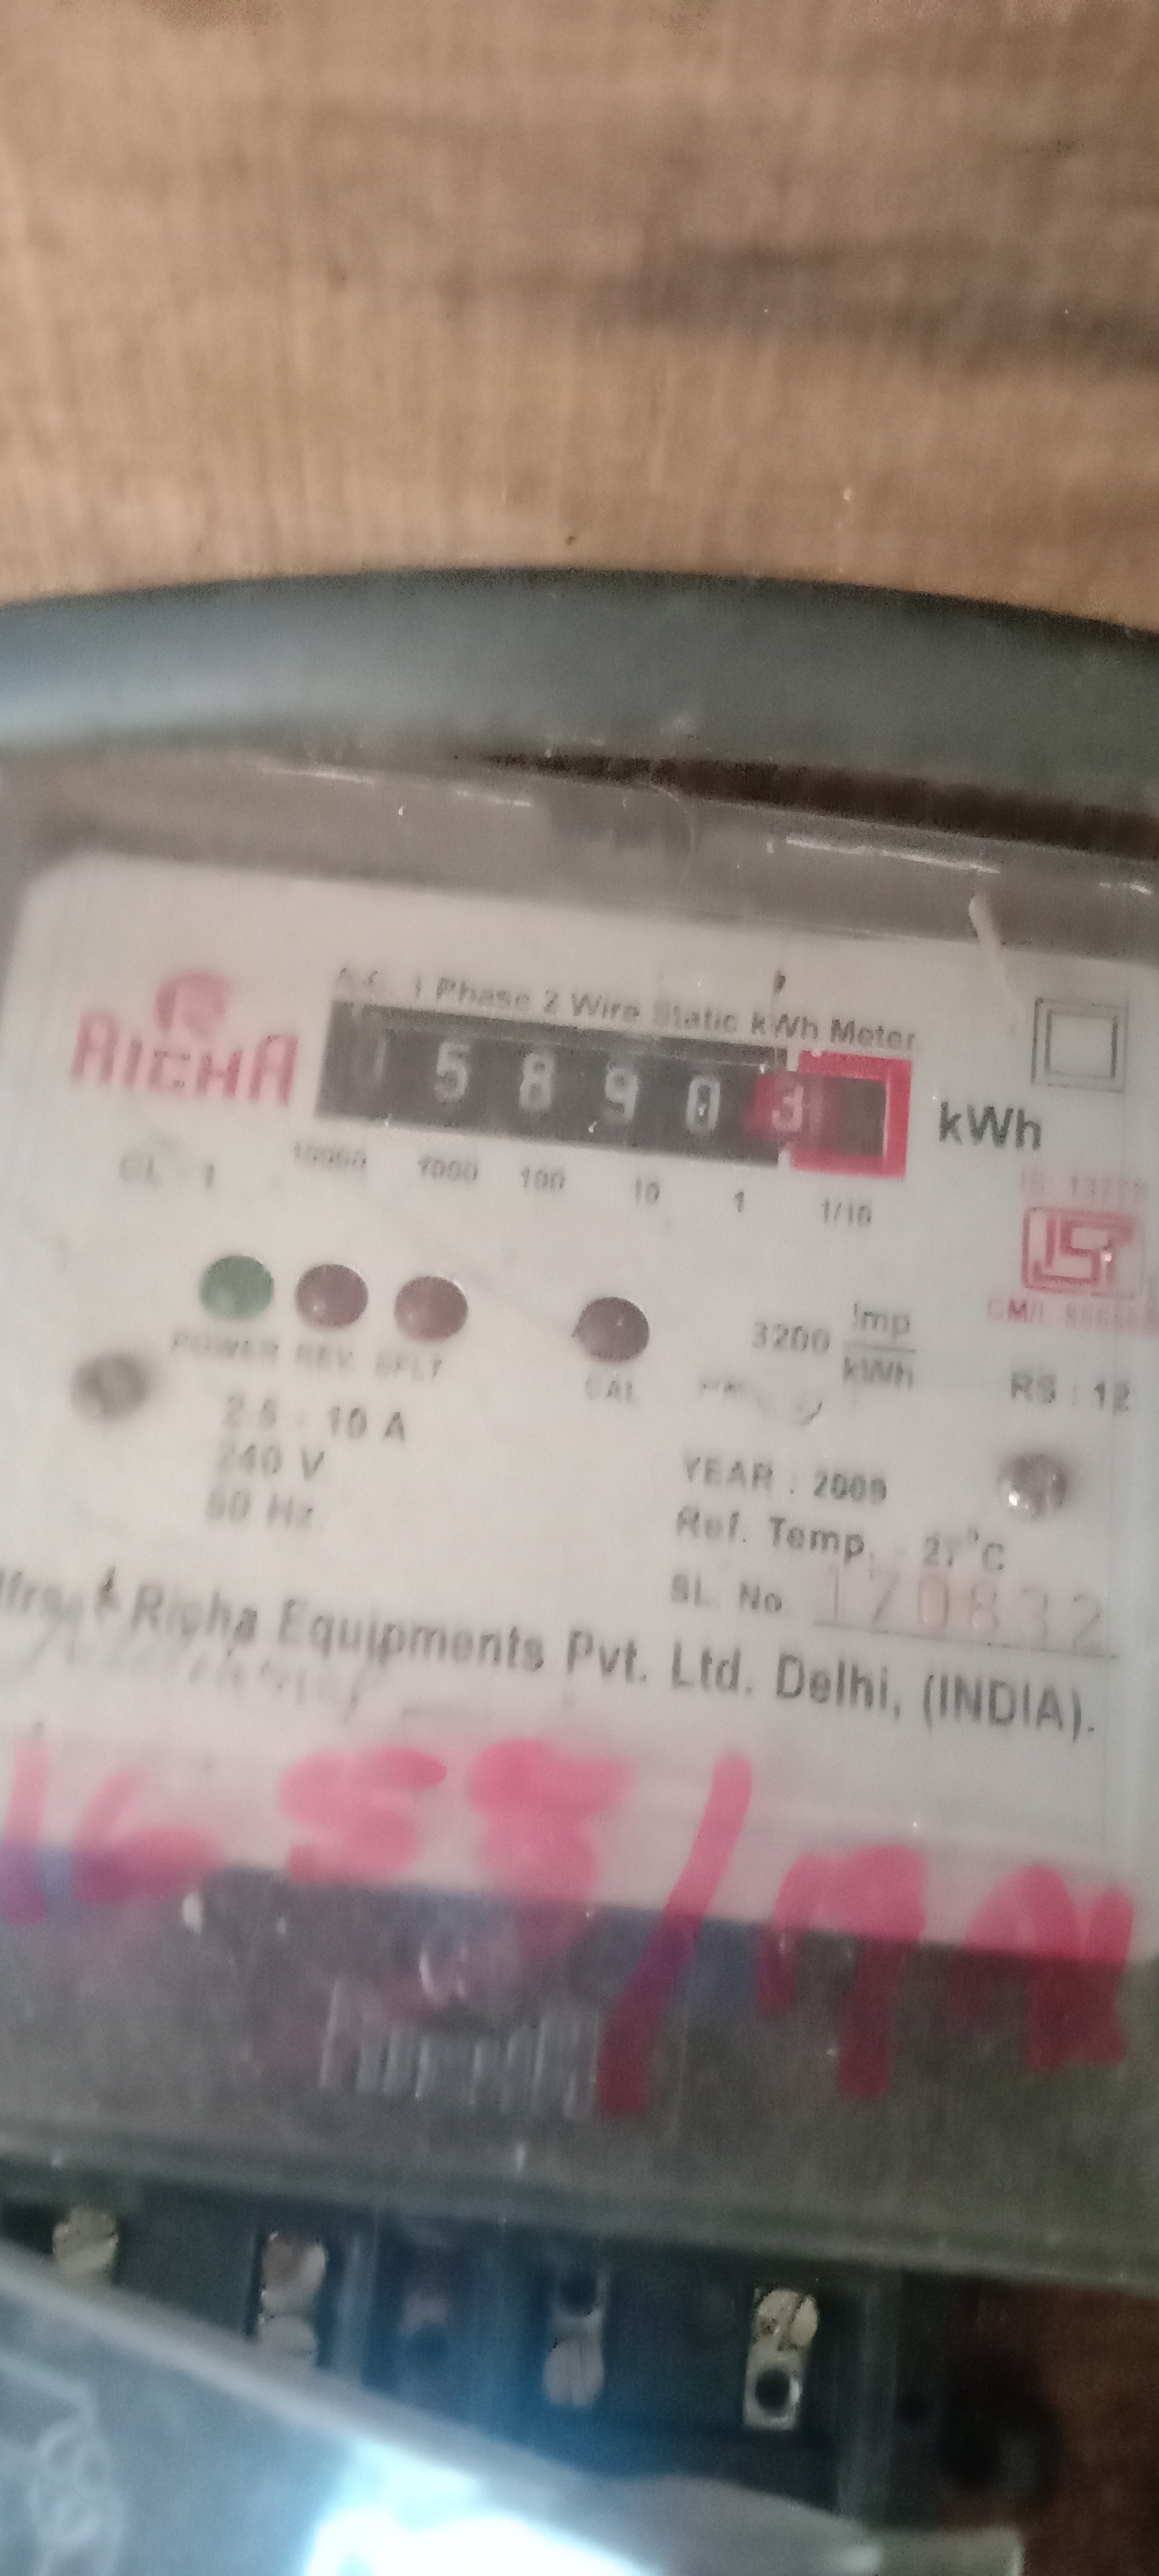 RICHA
A.C. 1 Phase 2 Wire Static kWh Meter
5 8 9 0 3
kWh
10000 1000 100 10 1 1/10
CL : 1
POWER REV. EFLT
CAL
3200 Imp/kWh
RS : 12
2.5 - 10 A
240 V
50 Hz
YEAR : 2009
Ref. Temp. : 27°C
SL. No. 170832
Richa Equipments Pvt. Ltd. Delhi, (INDIA).